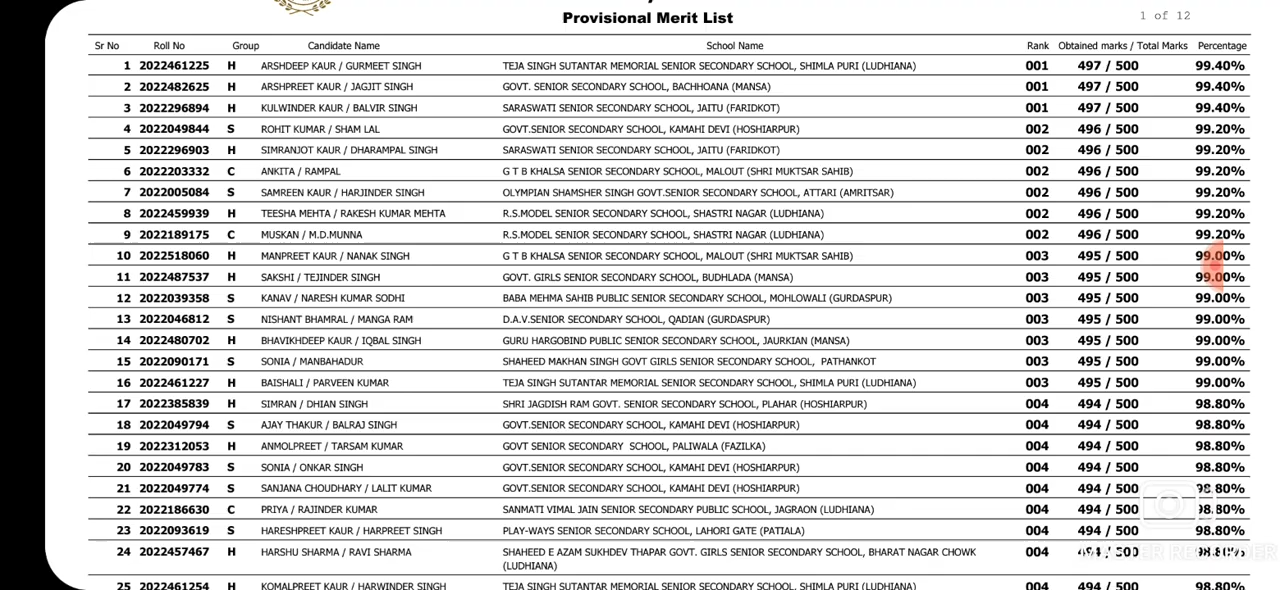 Provisional Merit List
1 of 12
Sr No Roll No Group Candidate Name School Name Rank Obtained marks / Total Marks Percentage
1 2022461225 H ARSHDEEP KAUR / GURMEET SINGH TEJA SINGH SUTANTAR MEMORIAL SENIOR SECONDARY SCHOOL, SHIMLA PURI (LUDHIANA) 001 497 / 500 99.40%
2 2022482625 H ARSHPREET KAUR / JAGJIT SINGH GOVT. SENIOR SECONDARY SCHOOL, BACHHOANA (MANSA) 001 497 / 500 99.40%
3 2022296894 H KULWINDER KAUR / BALVIR SINGH SARASWATI SENIOR SECONDARY SCHOOL, JAITU (FARIDKOT) 001 497 / 500 99.40%
4 2022049844 S ROHIT KUMAR / SHAM LAL GOVT.SENIOR SECONDARY SCHOOL, KAMAHI DEVI (HOSHIARPUR) 002 496 / 500 99.20%
5 2022296903 H SIMRANJOT KAUR / DHARAMPAL SINGH SARASWATI SENIOR SECONDARY SCHOOL, JAITU (FARIDKOT) 002 496 / 500 99.20%
6 2022203332 C ANKITA / RAMPAL G T B KHALSA SENIOR SECONDARY SCHOOL, MALOUT (SHRI MUKTSAR SAHIB) 002 496 / 500 99.20%
7 2022005084 S SAMREEN KAUR / HARJINDER SINGH OLYMPIAN SHAMSHER SINGH GOVT.SENIOR SECONDARY SCHOOL, ATTARI (AMRITSAR) 002 496 / 500 99.20%
8 2022459939 H TEESHA MEHTA / RAKESH KUMAR MEHTA R.S.MODEL SENIOR SECONDARY SCHOOL, SHASTRI NAGAR (LUDHIANA) 002 496 / 500 99.20%
9 2022189175 C MUSKAN / M.D.MUNNA R.S.MODEL SENIOR SECONDARY SCHOOL, SHASTRI NAGAR (LUDHIANA) 002 496 / 500 99.20%
10 2022518060 H MANPREET KAUR / NANAK SINGH G T B KHALSA SENIOR SECONDARY SCHOOL, MALOUT (SHRI MUKTSAR SAHIB) 003 495 / 500 99.00%
11 2022487537 H SAKSHI / TEJINDER SINGH GOVT. GIRLS SENIOR SECONDARY SCHOOL, BUDHLADA (MANSA) 003 495 / 500 99.00%
12 2022039358 S KANAV / NARESH KUMAR SODHI BABA MEHMA SAHIB PUBLIC SENIOR SECONDARY SCHOOL, MOHLOWALI (GURDASPUR) 003 495 / 500 99.00%
13 2022046812 S NISHANT BHAMRAL / MANGA RAM D.A.V.SENIOR SECONDARY SCHOOL, QADIAN (GURDASPUR) 003 495 / 500 99.00%
14 2022480702 H BHAVIKHDEEP KAUR / IQBAL SINGH GURU HARGOBIND PUBLIC SENIOR SECONDARY SCHOOL, JAURKIAN (MANSA) 003 495 / 500 99.00%
15 2022090171 S SONIA / MANBAHADUR SHAHEED MAKHAN SINGH GOVT GIRLS SENIOR SECONDARY SCHOOL, PATHANKOT 003 495 / 500 99.00%
16 2022461227 H BAISHALI / PARVEEN KUMAR TEJA SINGH SUTANTAR MEMORIAL SENIOR SECONDARY SCHOOL, SHIMLA PURI (LUDHIANA) 003 495 / 500 99.00%
17 2022385839 H SIMRAN / DHIAN SINGH SHRI JAGDISH RAM GOVT. SENIOR SECONDARY SCHOOL, PLAHAR (HOSHIARPUR) 004 494 / 500 98.80%
18 2022049794 S AJAY THAKUR / BALRAJ SINGH GOVT.SENIOR SECONDARY SCHOOL, KAMAHI DEVI (HOSHIARPUR) 004 494 / 500 98.80%
19 2022312053 H ANMOLPREET / TARSAM KUMAR GOVT SENIOR SECONDARY SCHOOL, PALIWALA (FAZILKA) 004 494 / 500 98.80%
20 2022049783 S SONIA / ONKAR SINGH GOVT.SENIOR SECONDARY SCHOOL, KAMAHI DEVI (HOSHIARPUR) 004 494 / 500 98.80%
21 2022049774 S SANJANA CHOUDHARY / LALIT KUMAR GOVT.SENIOR SECONDARY SCHOOL, KAMAHI DEVI (HOSHIARPUR) 004 494 / 500 98.80%
22 2022186630 C PRIYA / RAJINDER KUMAR SANMATI VIMAL JAIN SENIOR SECONDARY PUBLIC SCHOOL, JAGRAON (LUDHIANA) 004 494 / 500 98.80%
23 2022093619 S HARESHPREET KAUR / HARPREET SINGH PLAY-WAYS SENIOR SECONDARY SCHOOL, LAHORI GATE (PATIALA) 004 494 / 500 98.80%
24 2022457467 H HARSHU SHARMA / RAVI SHARMA SHAHEED E AZAM SUKHDEV THAPAR GOVT. GIRLS SENIOR SECONDARY SCHOOL, BHARAT NAGAR CHOWK 004 494 / 500 98.80%
(LUDHIANA)
25 2022461254 H KOMALPREET KAUR / HARWINDER SINGH TEJA SINGH SUTANTAR MEMORIAL SENIOR SECONDARY SCHOOL, SHIMLA PURI (LUDHIANA) 004 494 / 500 98.80%